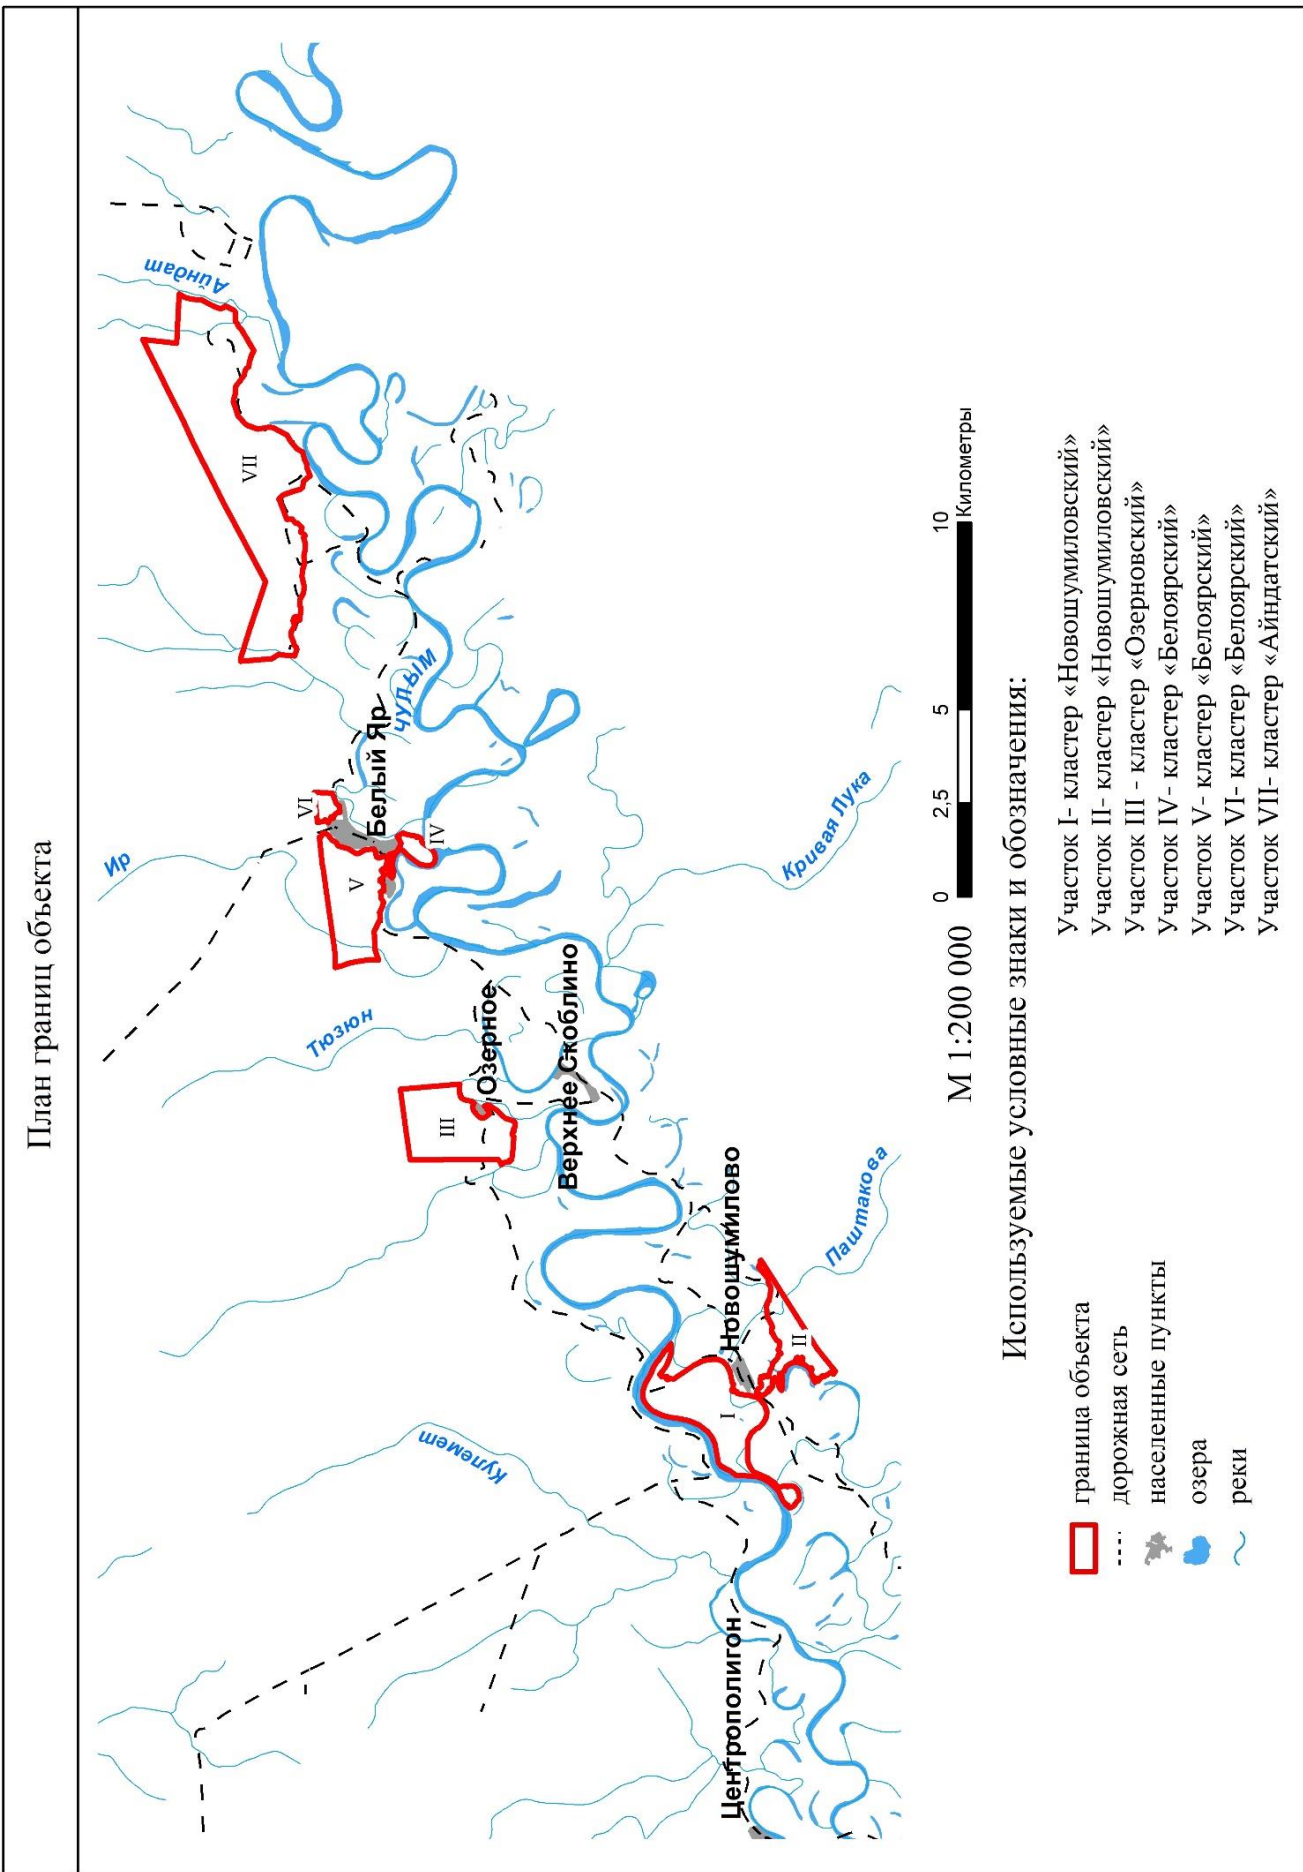 План границ объекта
Айндат
VII
Ир
VI
Белый Яр
ЧУЛЫМ
V
IV
Тюзюн
Озерное
III
Верхнее Скоблино
Кривая Лука
Новошумилово
Паштакова
II
I
Кулемет
Центрополигон
М 1:200 000
0 2,5 5 10
Километры
Используемые условные знаки и обозначения:
граница объекта
дорожная сеть
населенные пункты
озера
реки
Участок I- кластер «Новошумиловский»
Участок II- кластер «Новошумиловский»
Участок III - кластер «Озерновский»
Участок IV- кластер «Белоярский»
Участок V- кластер «Белоярский»
Участок VI- кластер «Белоярский»
Участок VII- кластер «Айндатский»